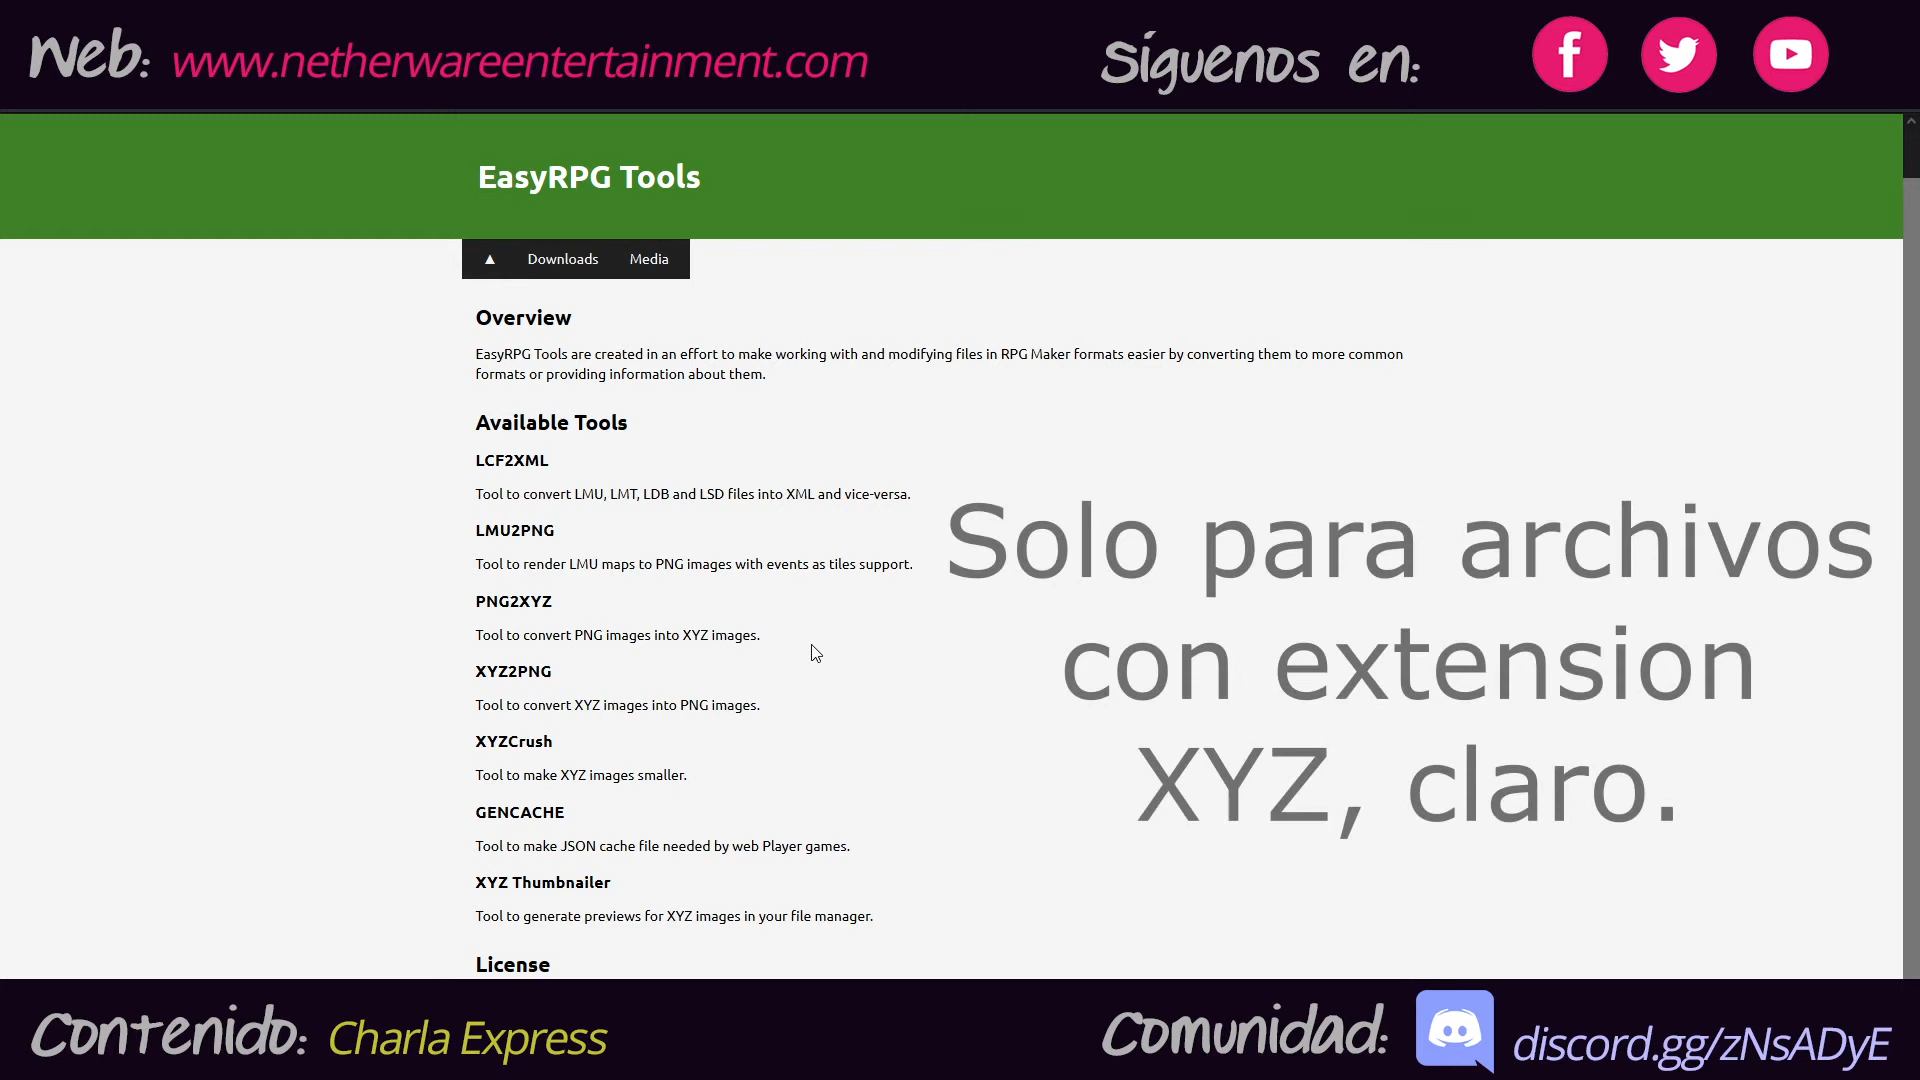 Web: www.netherwareentertainment.com
Síguenos en:
EasyRPG Tools
▲ Downloads Media
Overview
EasyRPG Tools are created in an effort to make working with and modifying files in RPG Maker formats easier by converting them to more common
formats or providing information about them.
Available Tools
LCF2XML
Tool to convert LMU, LMT, LDB and LSD files into XML and vice-versa.
LMU2PNG
Tool to render LMU maps to PNG images with events as tiles support.
PNG2XYZ
Tool to convert PNG images into XYZ images.
XYZ2PNG
Tool to convert XYZ images into PNG images.
XYZCrush
Tool to make XYZ images smaller.
GENCACHE
Tool to make JSON cache file needed by web Player games.
XYZ Thumbnailer
Tool to generate previews for XYZ images in your file manager.
License
Solo para archivos
con extension
XYZ, claro.
Contenido: Charla Express
Comunidad: discord.gg/zNsADyE